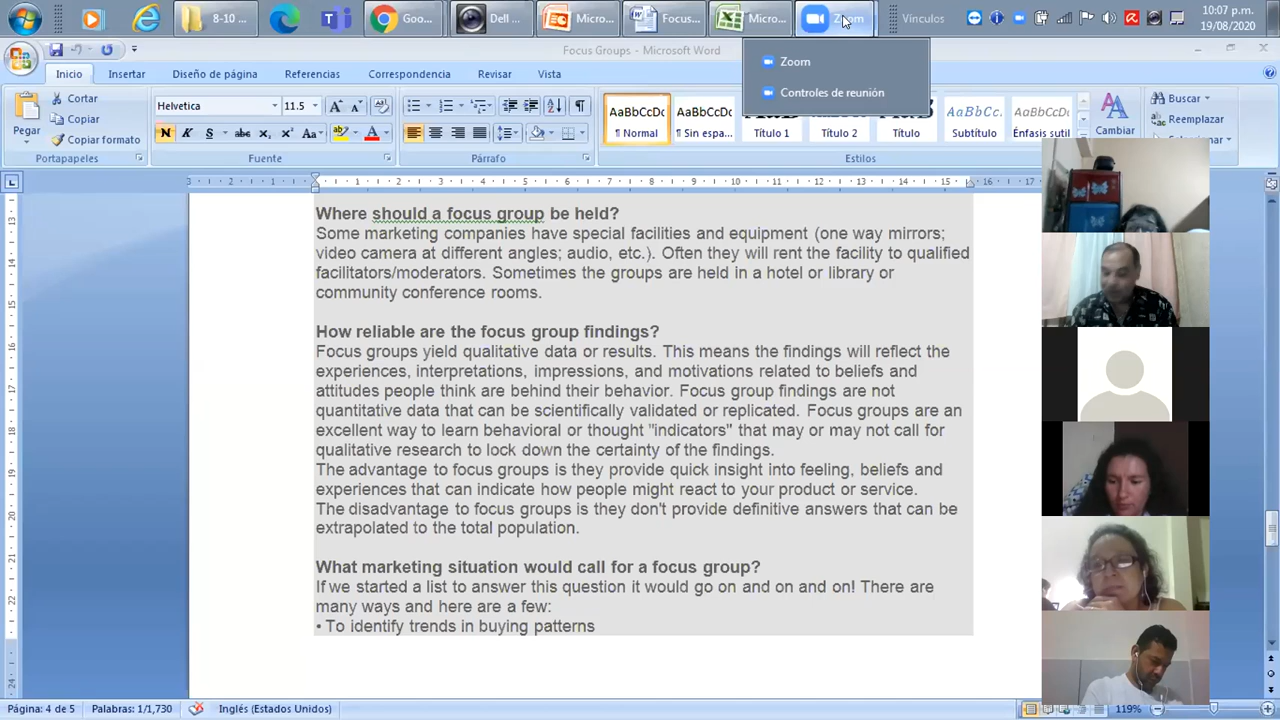 8-10
Goo...
Dell ...
Micro...
Focus...
Micro...
Zoom
Vínculos
10:07 p.m.
19/08/2020
Focus Groups - Microsoft Word
Zoom
Controles de reunión
Inicio
Insertar
Diseño de página
Referencias
Correspondencia
Revisar
Vista
Pegar
Cortar
Copiar
Copiar formato
Portapapeles
Helvetica
11.5
Fuente
Párrafo
AaBbCcDc
¶ Normal
AaBbCcDc
¶ Sin espa...
Título 1
Título 2
Título
AaBbCcL
Subtítulo
AaBbCcDc
Énfasis sutil
Cambiar
Estilos
Buscar
Reemplazar
Where should a focus group be held?
Some marketing companies have special facilities and equipment (one way mirrors;
video camera at different angles; audio, etc.). Often they will rent the facility to qualified
facilitators/moderators. Sometimes the groups are held in a hotel or library or
community conference rooms.
How reliable are the focus group findings?
Focus groups yield qualitative data or results. This means the findings will reflect the
experiences, interpretations, impressions, and motivations related to beliefs and
attitudes people think are behind their behavior. Focus group findings are not
quantitative data that can be scientifically validated or replicated. Focus groups are an
excellent way to learn behavioral or thought "indicators" that may or may not call for
qualitative research to lock down the certainty of the findings.
The advantage to focus groups is they provide quick insight into feeling, beliefs and
experiences that can indicate how people might react to your product or service.
The disadvantage to focus groups is they don't provide definitive answers that can be
extrapolated to the total population.
What marketing situation would call for a focus group?
If we started a list to answer this question it would go on and on and on! There are
many ways and here are a few:
• To identify trends in buying patterns
Página: 4 de 5
Palabras: 1/1,730
Inglés (Estados Unidos)
119%